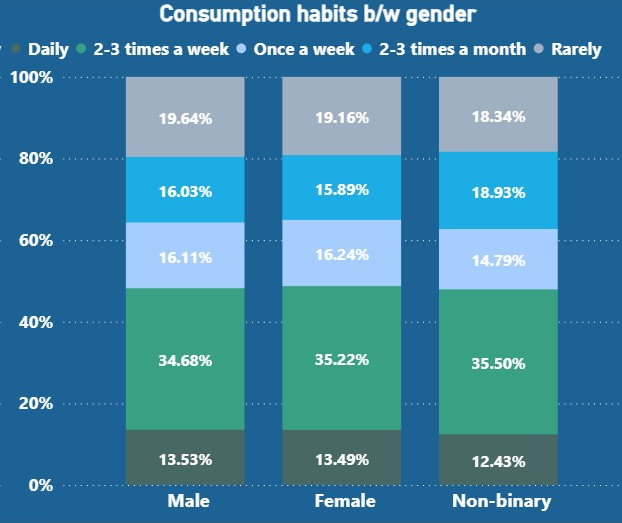 Consumption habits b/w gender
Daily 2-3 times a week Once a week 2-3 times a month Rarely
100%
19.64% 19.16% 18.34%
80%
16.03% 15.89% 18.93%
60%
16.11% 16.24% 14.79%
40%
34.68% 35.22% 35.50%
20%
13.53% 13.49% 12.43%
0%
Male Female Non-binary